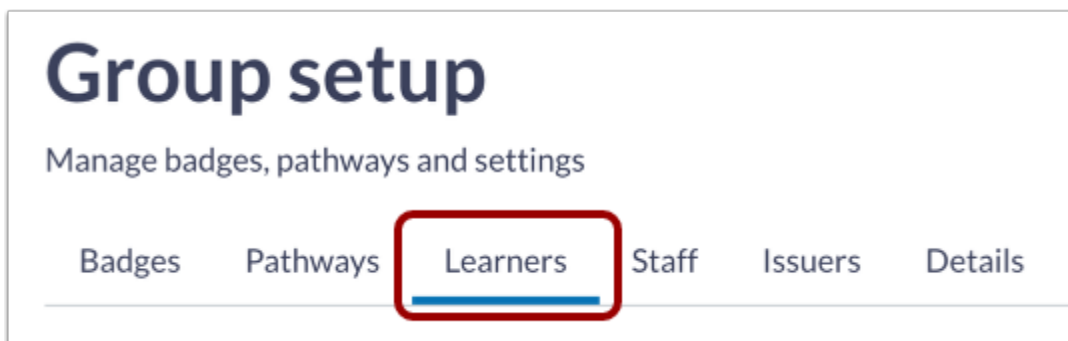 Group setup
Manage badges, pathways and settings
Badges Pathways Learners Staff Issuers Details